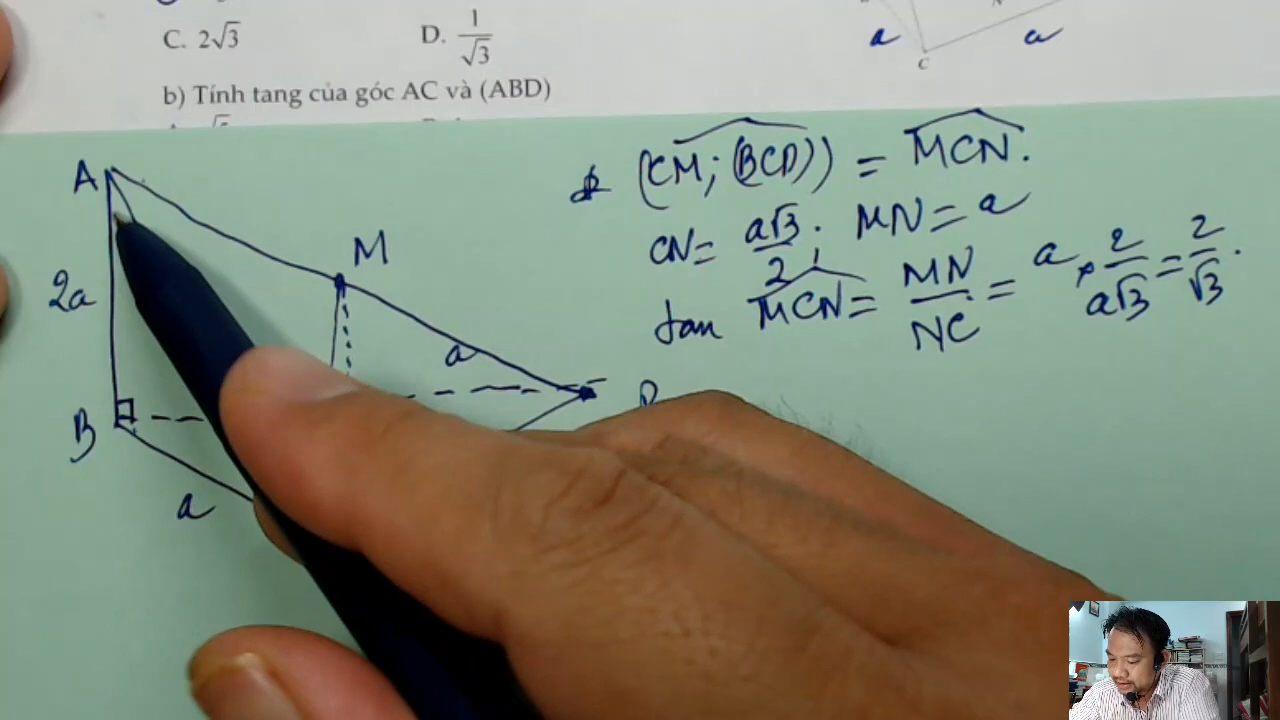 C. 2√3 D. 1/√3
b) Tính tang của góc AC và (ABD)
a a
C
(CM; (BCD)) = MCN.
CN = a√3/2; MN = a
tan MCN = MN/NC = a × 2/a√3 = 2/√3.
A
M
2a
a
B
a